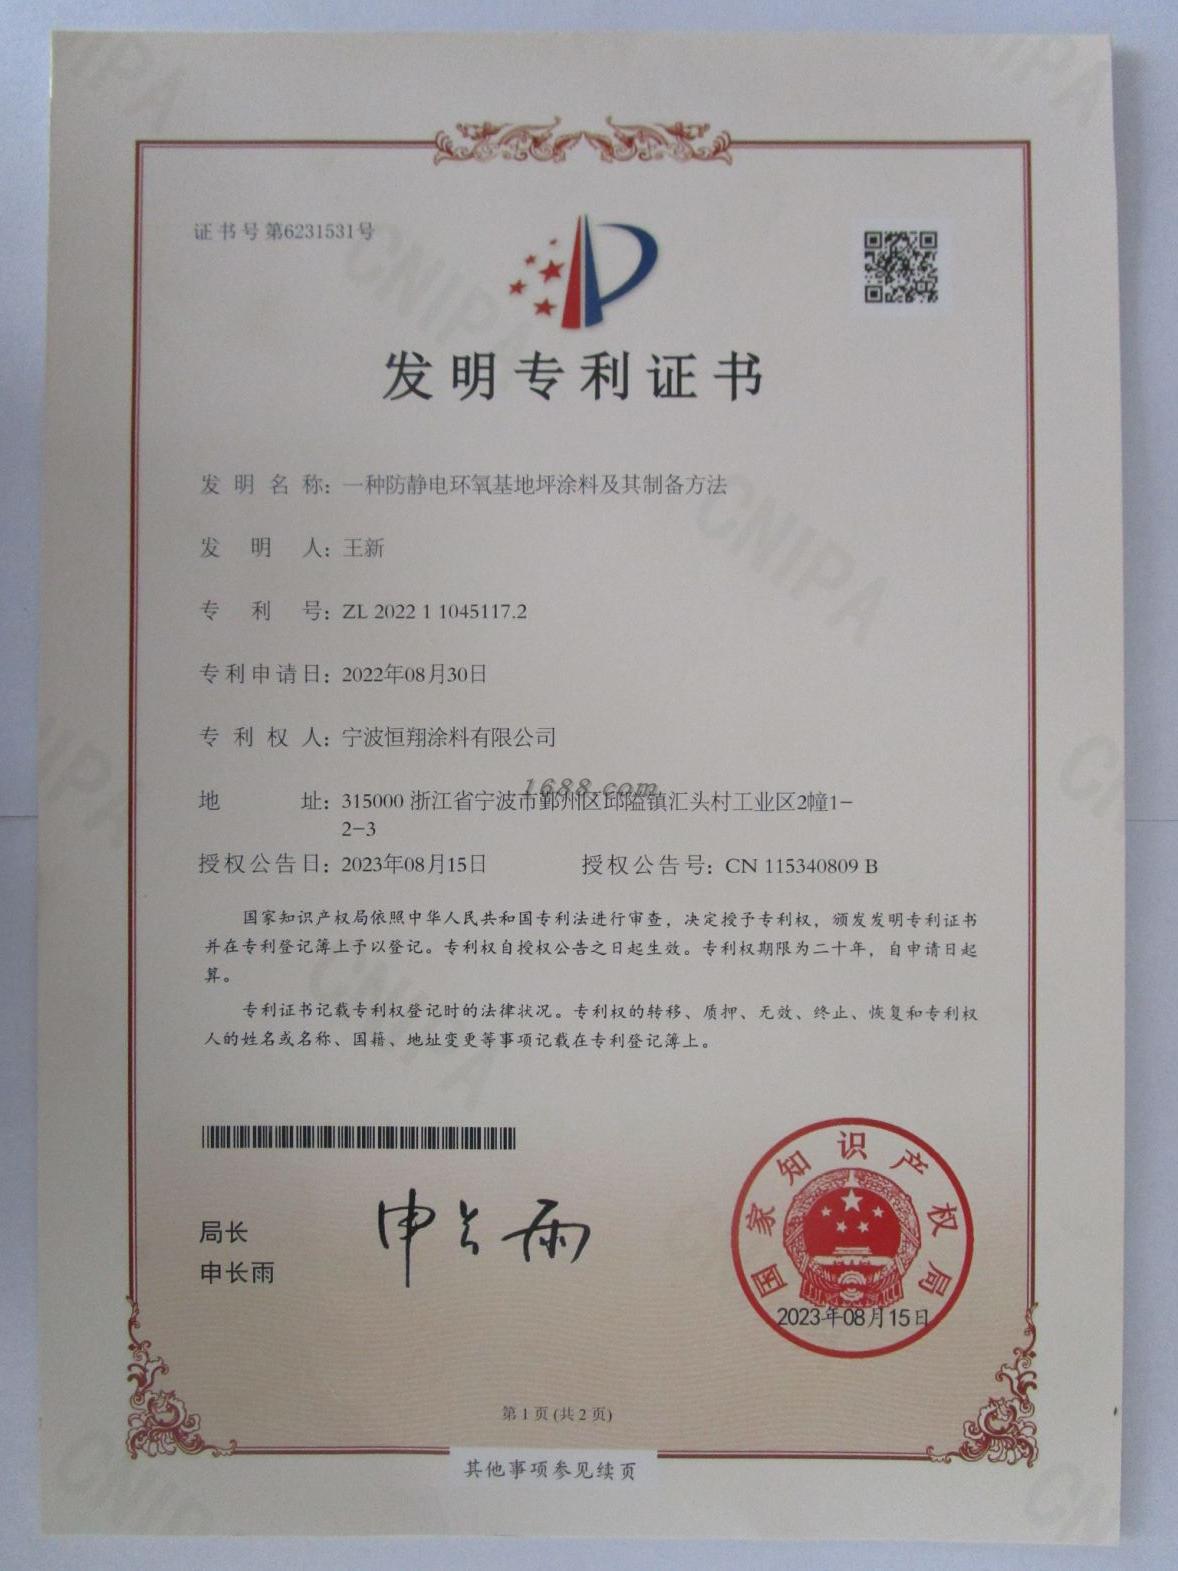 证书号第6231531号
发明专利证书
发明名称：一种防静电环氧基地坪涂料及其制备方法
发明人：王新
专利号：ZL 2022 1 1045117.2
专利申请日：2022年08月30日
专利权人：宁波恒翔涂料有限公司
地址：315000 浙江省宁波市鄞州区邱隘镇汇头村工业区2幢1-
2-3
1688.com
授权公告日：2023年08月15日 授权公告号：CN 115340809 B
国家知识产权局依照中华人民共和国专利法进行审查，决定授予专利权，颁发发明专利证书
并在专利登记簿上予以登记。专利权自授权公告之日起生效。专利权期限为二十年，自申请日起
算。
专利证书记载专利权登记时的法律状况。专利权的转移、质押、无效、终止、恢复和专利权
人的姓名或名称、国籍、地址变更等事项记载在专利登记簿上。
局长
申长雨
申长雨
国家知识产权局
2023年08月15日
第1页(共2页)
其他事项参见续页
CNIPA
CNIPA
CNIPA
CNIPA